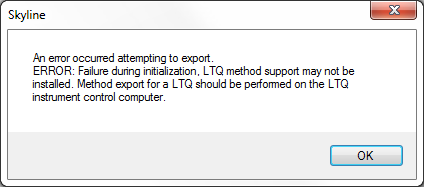 Skyline
An error occurred attempting to export.
ERROR: Failure during initialization, LTQ method support may not be
installed. Method export for a LTQ should be performed on the LTQ
instrument control computer.
OK